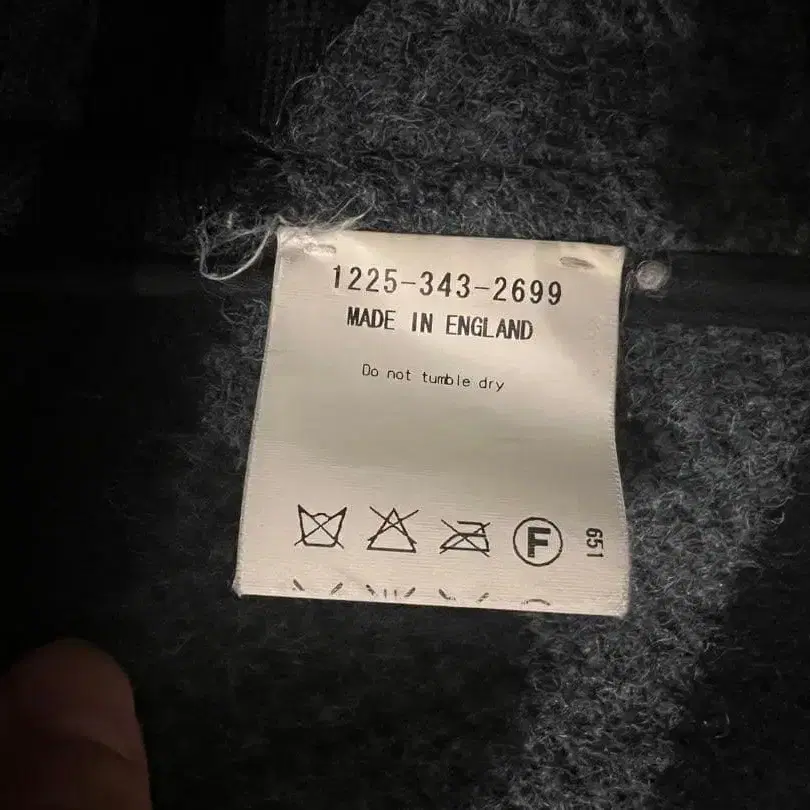 1225-343-2699
MADE IN ENGLAND
Do not tumble dry
F
651